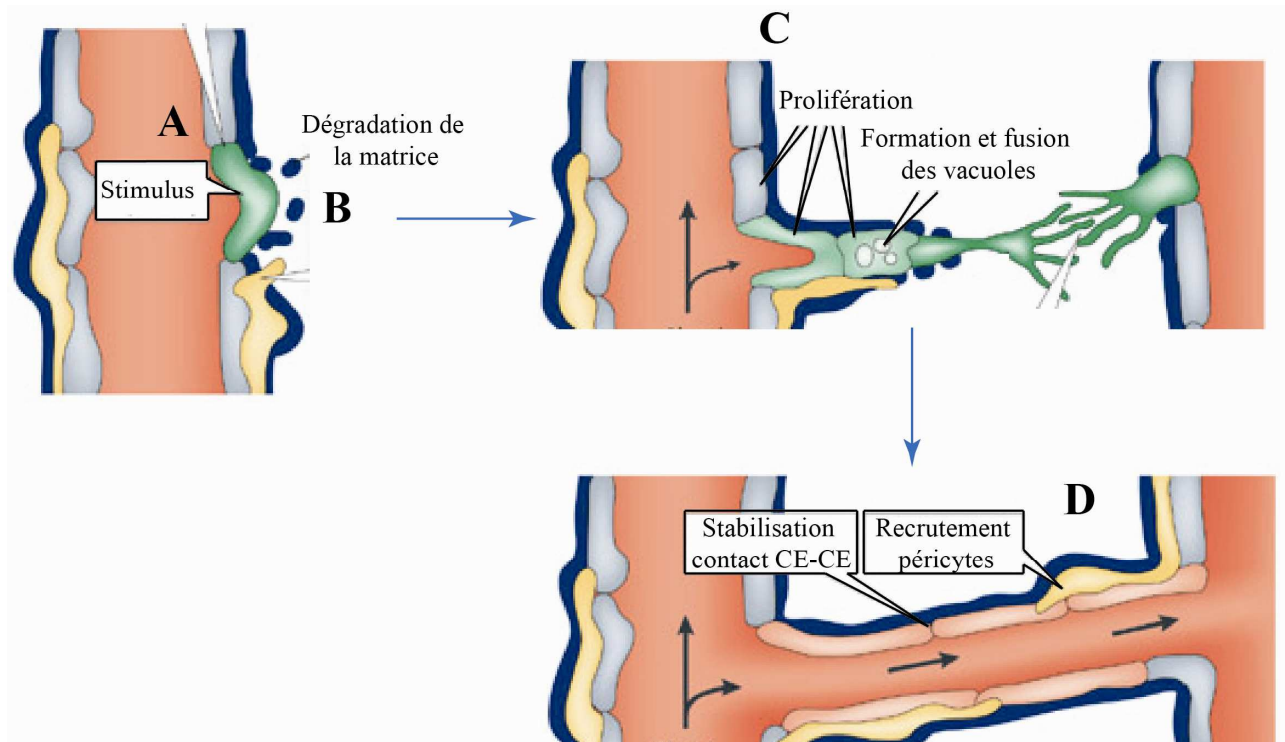 A
Stimulus
Dégradation de
la matrice
B
C
Prolifération
Formation et fusion
des vacuoles
D
Stabilisation
contact CE-CE
Recrutement
péricytes